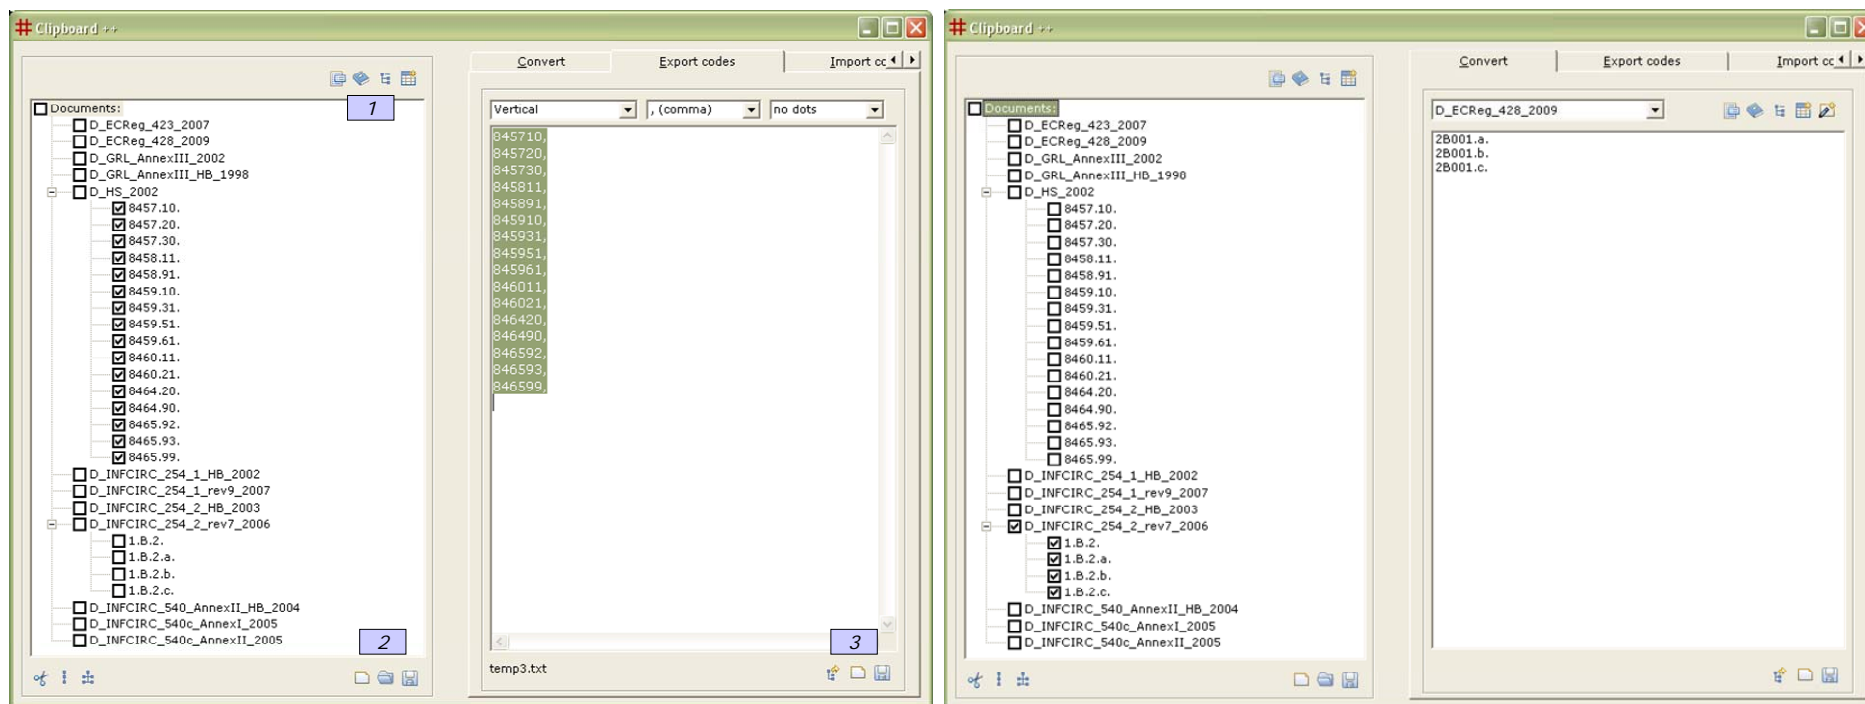 Clipboard ++
1
Documents:
D_ECReg_423_2007
D_ECReg_428_2009
D_GRL_AnnexIII_2002
D_GRL_AnnexIII_HB_1998
D_HS_2002
8457.10.
8457.20.
8457.30.
8458.11.
8458.91.
8459.10.
8459.31.
8459.51.
8459.61.
8460.11.
8460.21.
8464.20.
8464.90.
8465.92.
8465.93.
8465.99.
D_INFCIRC_254_1_HB_2002
D_INFCIRC_254_1_rev9_2007
D_INFCIRC_254_2_HB_2003
D_INFCIRC_254_2_rev7_2006
1.B.2.
1.B.2.a.
1.B.2.b.
1.B.2.c.
D_INFCIRC_540_AnnexII_HB_2004
D_INFCIRC_540c_AnnexI_2005
D_INFCIRC_540c_AnnexII_2005
2
Convert Export codes Import cc
Vertical , (comma) no dots
845710,
845720,
845730,
845811,
845891,
845910,
845931,
845951,
845961,
846011,
846021,
846420,
846490,
846592,
846593,
846599,
3
temp3.txt
Clipboard ++
Documents:
D_ECReg_423_2007
D_ECReg_428_2009
D_GRL_AnnexIII_2002
D_GRL_AnnexIII_HB_1990
D_HS_2002
8457.10.
8457.20.
8457.30.
8458.11.
8458.91.
8459.10.
8459.31.
8459.51.
8459.61.
8460.11.
8460.21.
8464.20.
8464.90.
8465.92.
8465.93.
8465.99.
D_INFCIRC_254_1_HB_2002
D_INFCIRC_254_1_rev9_2007
D_INFCIRC_254_2_HB_2003
D_INFCIRC_254_2_rev7_2006
1.B.2.
1.B.2.a.
1.B.2.b.
1.B.2.c.
D_INFCIRC_540_AnnexII_HB_2004
D_INFCIRC_540c_AnnexI_2005
D_INFCIRC_540c_AnnexII_2005
Convert Export codes Import cc
D_ECReg_428_2009
2B001.a.
2B001.b.
2B001.c.